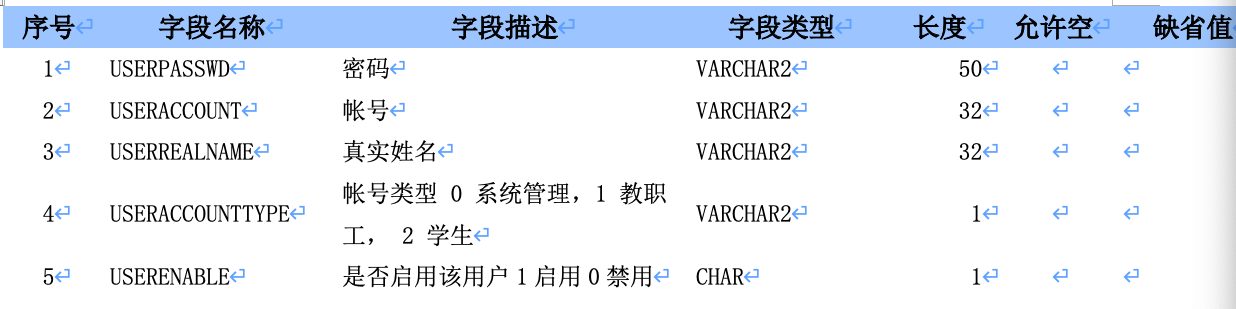 序号 字段名称 字段描述 字段类型 长度 允许空 缺省值
1 USERPASSWD 密码 VARCHAR2 50
2 USERACCOUNT 帐号 VARCHAR2 32
3 USERREALNAME 真实姓名 VARCHAR2 32
4 USERACCOUNTTYPE 帐号类型 0 系统管理，1 教职
工， 2 学生 VARCHAR2 1
5 USERENABLE 是否启用该用户 1 启用 0 禁用 CHAR 1